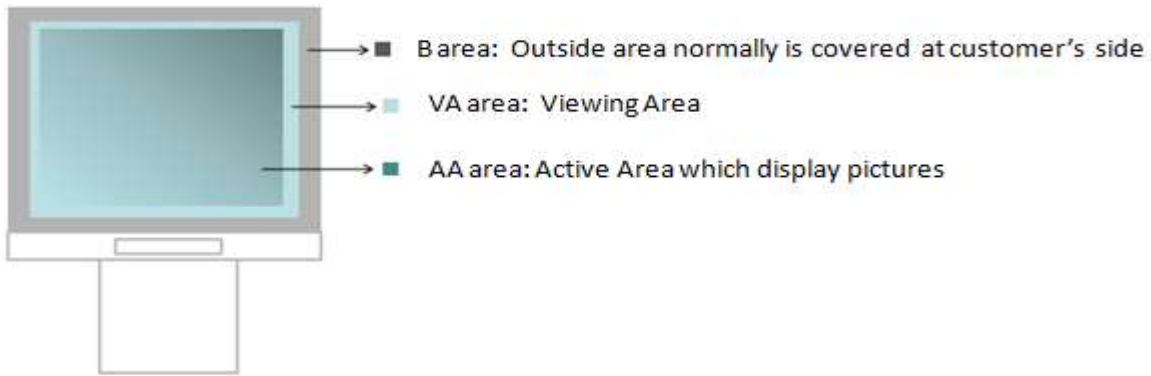 B area: Outside area normally is covered at customer's side
VA area: Viewing Area
AA area: Active Area which display pictures